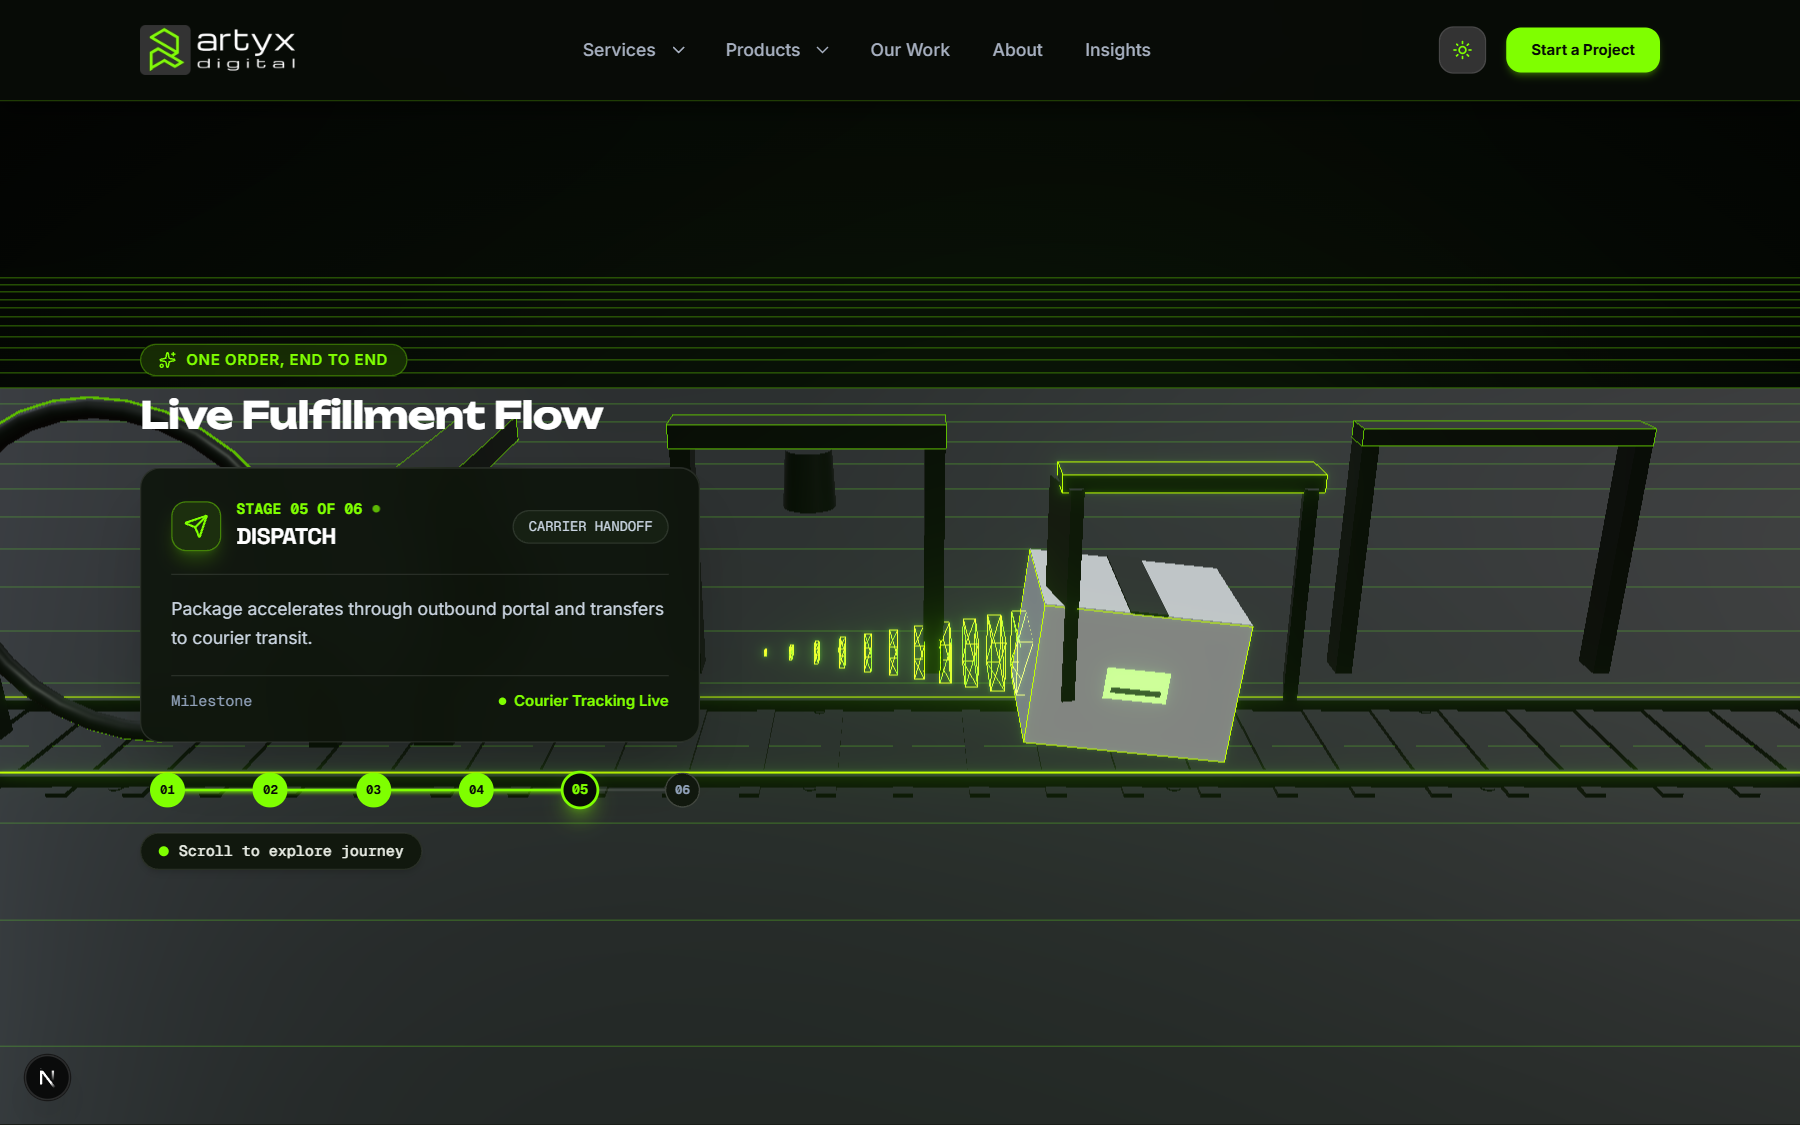 artyx
digital
Services
Products
Our Work
About
Insights
Start a Project
ONE ORDER, END TO END
Live Fulfillment Flow
STAGE 05 OF 06
DISPATCH
CARRIER HANDOFF
Package accelerates through outbound portal and transfers
to courier transit.
Milestone
Courier Tracking Live
01
02
03
04
05
06
Scroll to explore journey
N